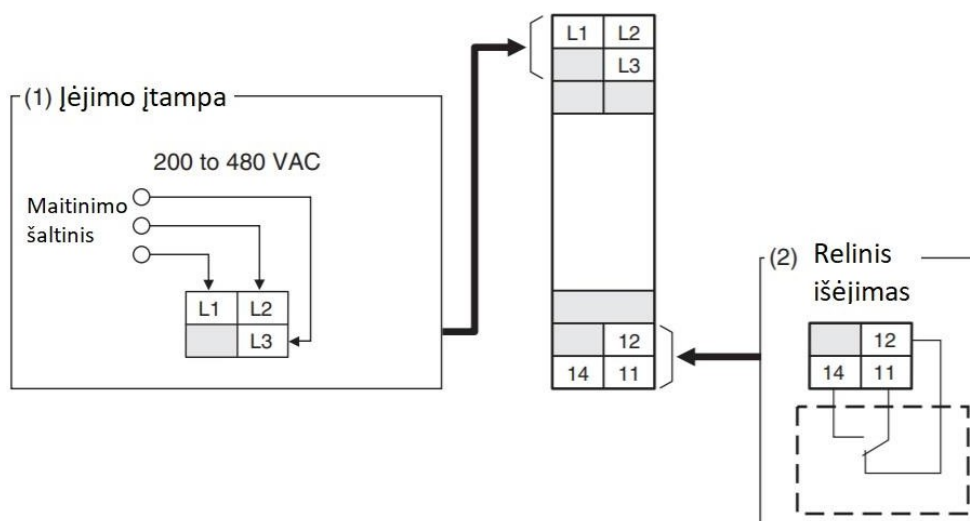 (1) Įėjimo įtampa
200 to 480 VAC
Maitinimo
šaltinis
L1 L2
L3
L1 L2
L3
12
14 11
(2) Relinis
išėjimas
12
14 11